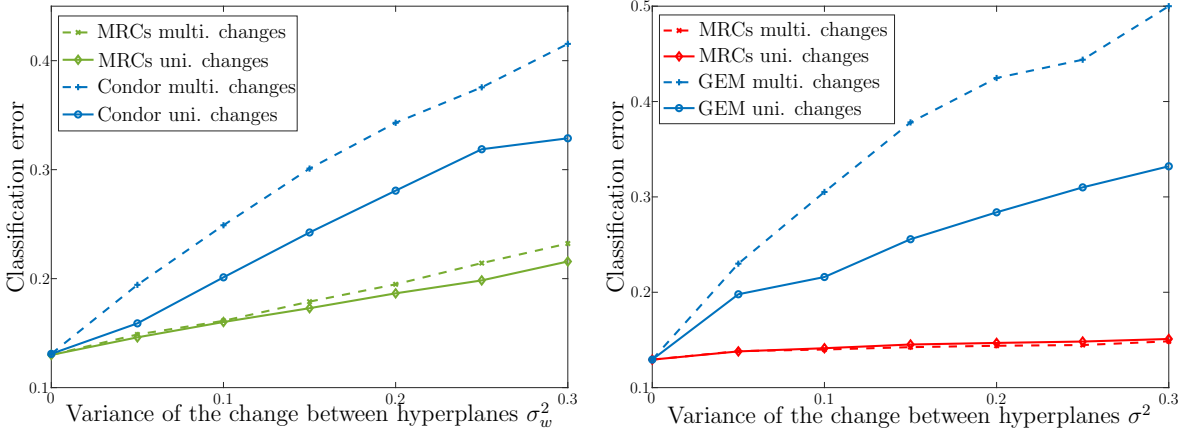 MRCs multi. changes
MRCs uni. changes
Condor multi. changes
Condor uni. changes
Classification error
0.4
0.3
0.2
0.1
0
0.1
0.2
0.3
Variance of the change between hyperplanes σ_w^2
MRCs multi. changes
MRCs uni. changes
GEM multi. changes
GEM uni. changes
Classification error
0.5
0.4
0.3
0.2
0.1
0
0.1
0.2
0.3
Variance of the change between hyperplanes σ^2